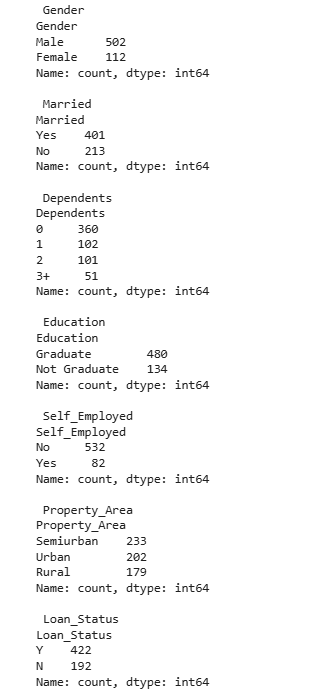 Gender
Gender
Male      502
Female    112
Name: count, dtype: int64

Married
Married
Yes    401
No     213
Name: count, dtype: int64

Dependents
Dependents
0     360
1     102
2     101
3+     51
Name: count, dtype: int64

Education
Education
Graduate        480
Not Graduate    134
Name: count, dtype: int64

Self_Employed
Self_Employed
No     532
Yes     82
Name: count, dtype: int64

Property_Area
Property_Area
Semiurban    233
Urban        202
Rural        179
Name: count, dtype: int64

Loan_Status
Loan_Status
Y    422
N    192
Name: count, dtype: int64